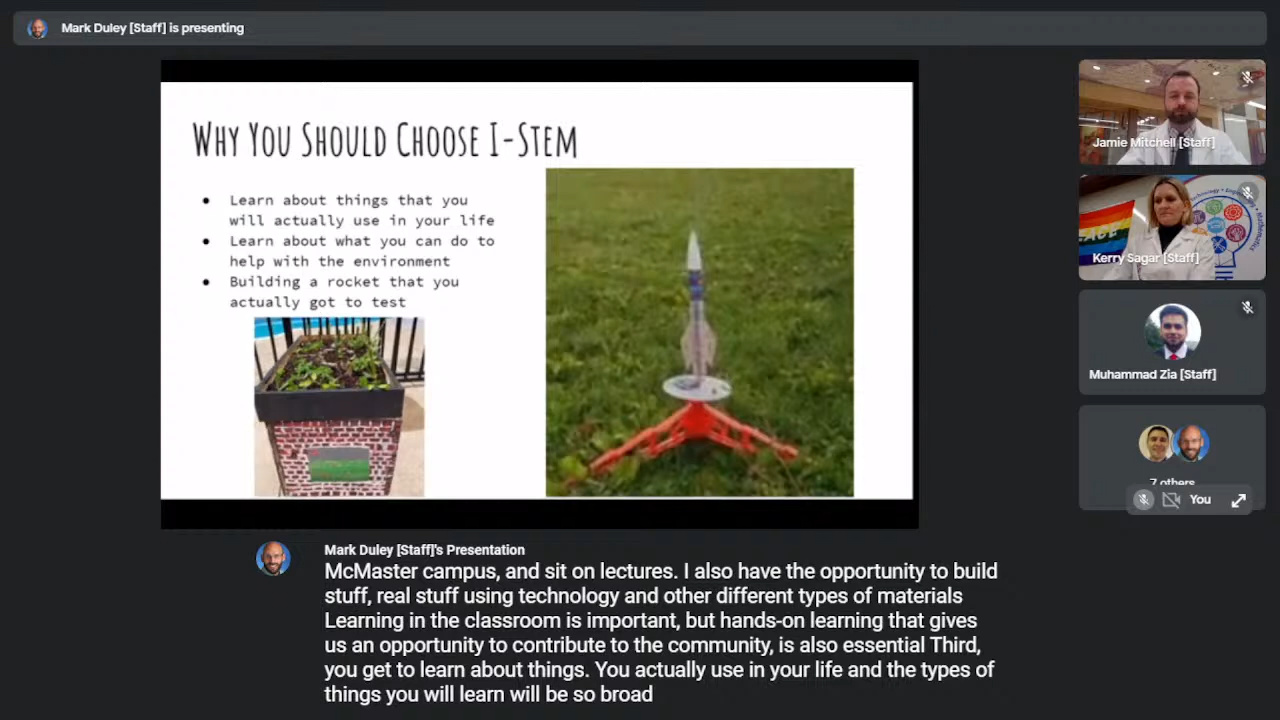 Mark Duley [Staff] is presenting
WHY YOU SHOULD CHOOSE I-STEM
• Learn about things that you
will actually use in your life
• Learn about what you can do to
help with the environment
• Building a rocket that you
actually got to test
Jamie Mitchell [Staff]
PEACE
Kerry Sagar [Staff]
Muhammad Zia [Staff]
7 others
You
Mark Duley [Staff]'s Presentation
McMaster campus, and sit on lectures. I also have the opportunity to build
stuff, real stuff using technology and other different types of materials
Learning in the classroom is important, but hands-on learning that gives
us an opportunity to contribute to the community, is also essential Third,
you get to learn about things. You actually use in your life and the types of
things you will learn will be so broad